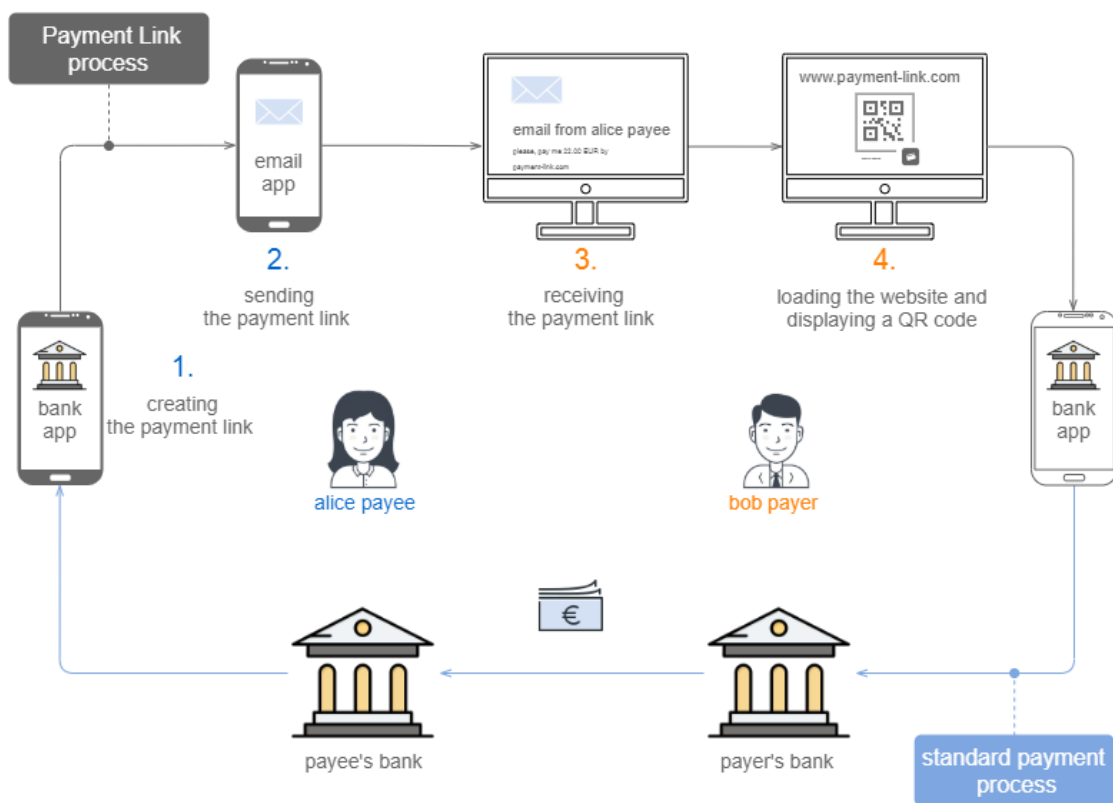 Payment Link
process
email
app
email from alice payee
please, pay me 22.00 EUR by
payment-link.com
www.payment-link.com
2.
sending
the payment link
3.
receiving
the payment link
4.
loading the website and
displaying a QR code
bank
app
1.
creating
the payment link
alice payee
bob payer
bank
app
€
payee's bank
payer's bank
standard payment
process